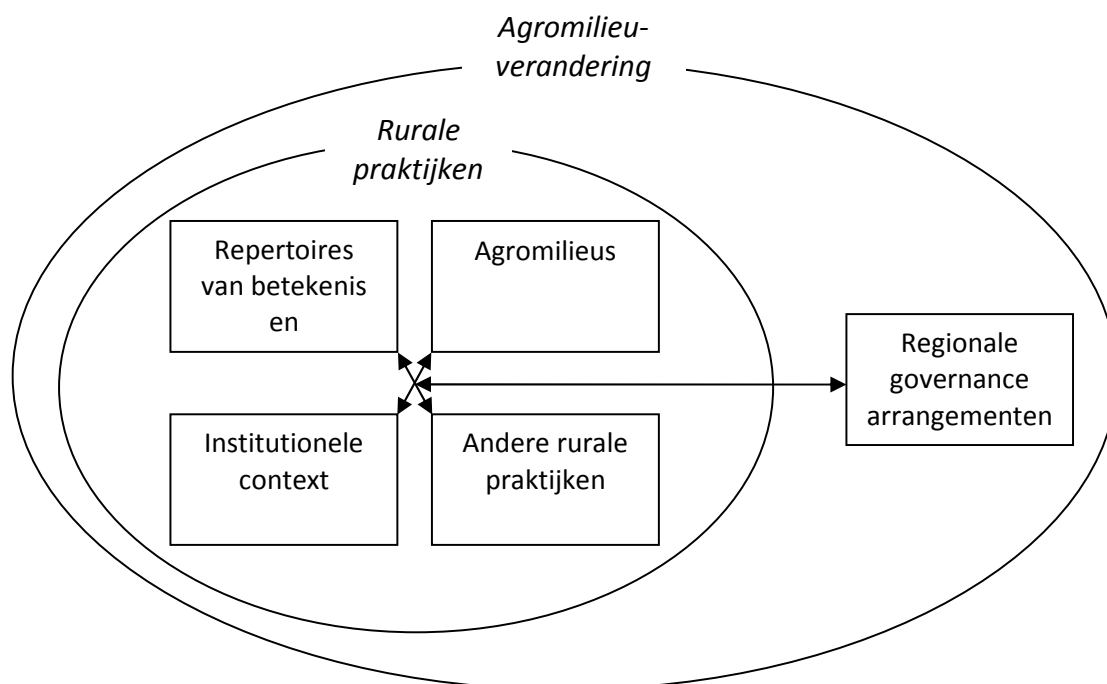 Agromilieu-
verandering
Rurale
praktijken
Repertoires
van betekenis
en
Agromilieus
Institutionele
context
Andere rurale
praktijken
Regionale
governance
arrangementen